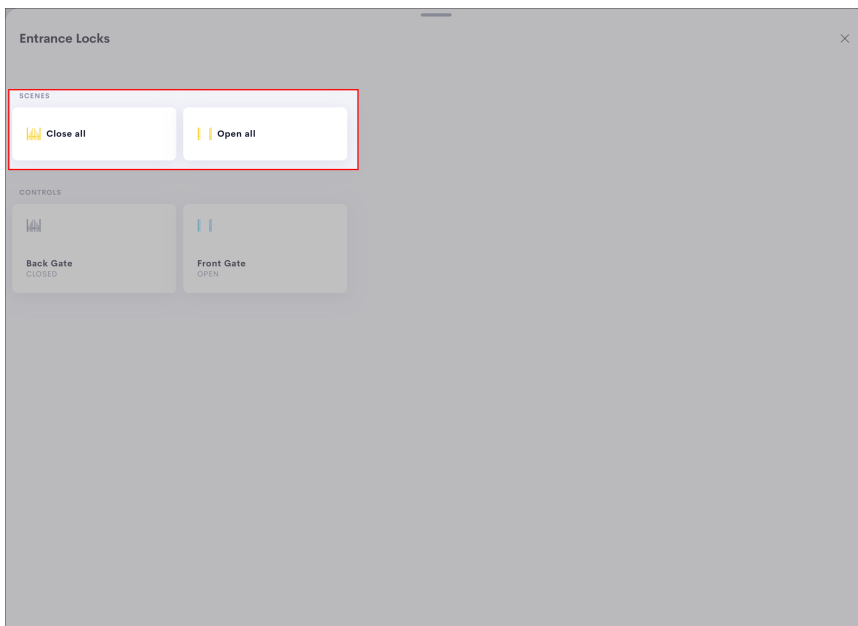 Entrance Locks
SCENES
Close all
Open all
CONTROLS
Back Gate
CLOSED
Front Gate
OPEN